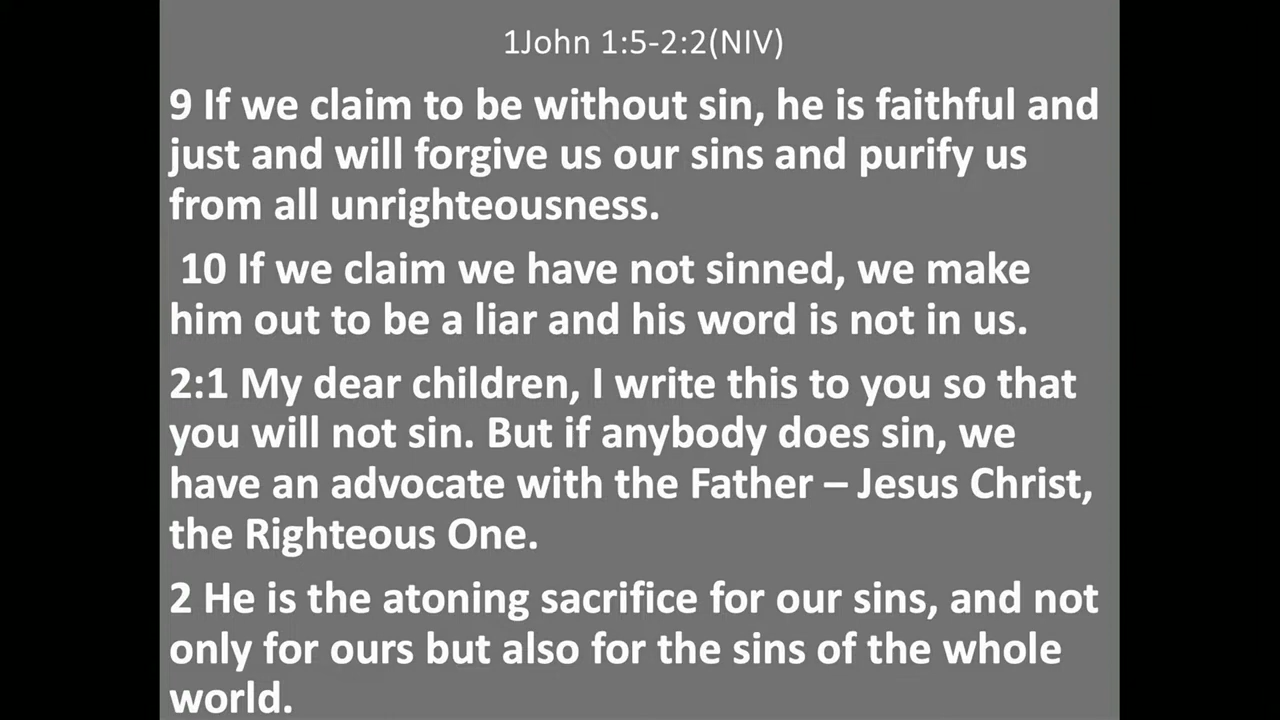 1John 1:5-2:2(NIV)
9 If we claim to be without sin, he is faithful and
just and will forgive us our sins and purify us
from all unrighteousness.
10 If we claim we have not sinned, we make
him out to be a liar and his word is not in us.
2:1 My dear children, I write this to you so that
you will not sin. But if anybody does sin, we
have an advocate with the Father – Jesus Christ,
the Righteous One.
2 He is the atoning sacrifice for our sins, and not
only for ours but also for the sins of the whole
world.